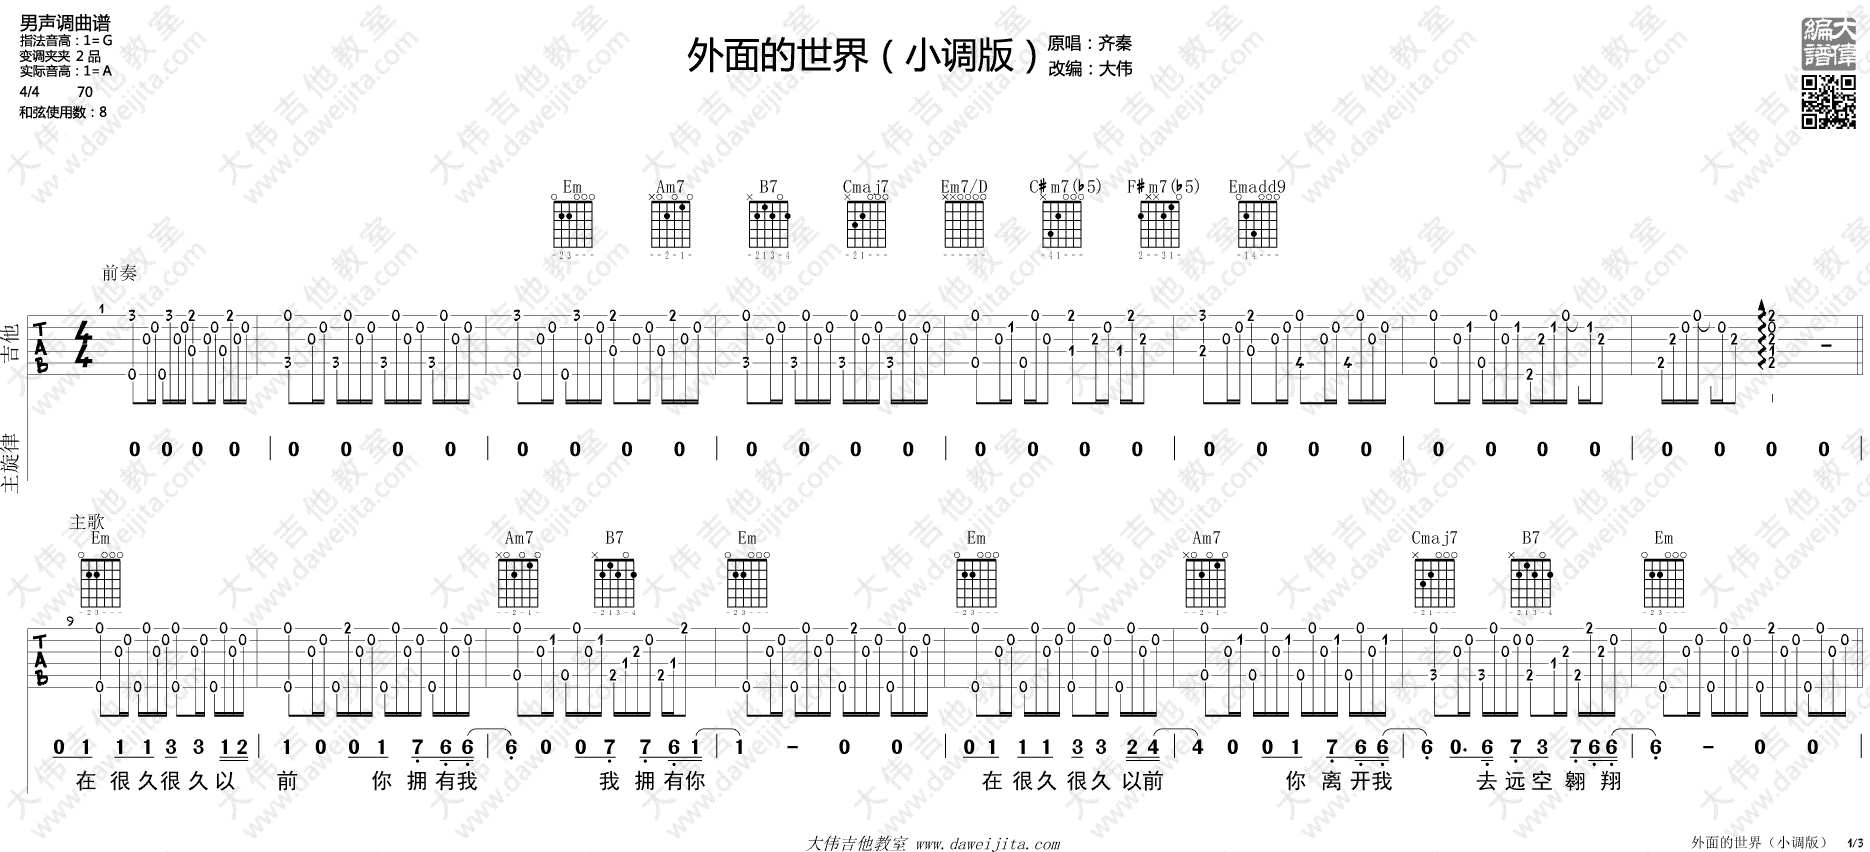 男声调曲谱
指法音高：1=G
变调夹夹 2 品
实际音高：1=A
4/4 70
和弦使用数：8
外面的世界（小调版）
原唱：齐秦
改编：大伟
大偉
編譜
Em Am7 B7 Cmaj7 Em7/D C♯m7(♭5) F♯m7(♭5) Emadd9
前奏
吉他
TAB 4/4
主旋律
0 0 0 0 | 0 0 0 0 | 0 0 0 0 | 0 0 0 0 | 0 0 0 0 | 0 0 0 0 | 0 0 0 0 | 0 0 0 0
主歌
Em Am7 B7 Em Em Am7 Cmaj7 B7 Em
9
TAB
0 1 1 1 3 3 1 2 | 1 0 0 1 7 6 6 | 6 0 0 7 7 6 1 | 1 - 0 0 | 0 1 1 1 3 3 2 4 | 4 0 0 1 7 6 6 | 6 0. 6 7 3 7 6 6 | 6 - 0 0
在 很 久 很 久 以 前 你 拥 有 我 我 拥 有 你 在 很 久 很 久 以 前 你 离 开 我 去 远 空 翱 翔
大伟吉他教室 www.daweijita.com
外面的世界（小调版） 1/3